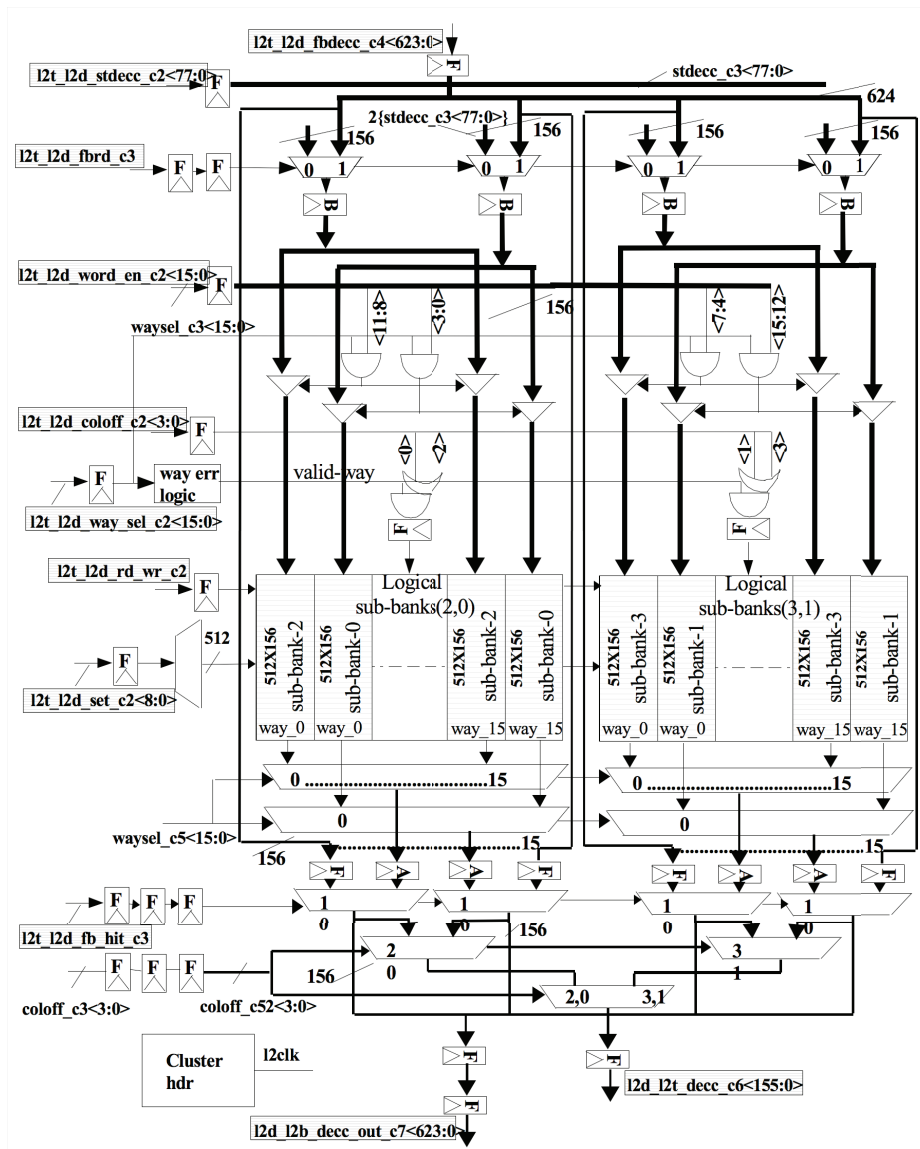 l2t_l2d_fbdecc_c4<623:0>
F
l2t_l2d_stdecc_c2<77:0>
F
stdecc_c3<77:0>
624
2{stdecc_c3<77:0>}
156
156
156
156
l2t_l2d_fbrd_c3
F
F
0 1
0 1
0 1
0 1
B
B
B
B
l2t_l2d_word_en_c2<15:0>
F
156
<11:8>
<3:0>
<7:4>
<15:12>
waysel_c3<15:0>
l2t_l2d_coloff_c2<3:0>
F
<0>
<2>
<1>
<3>
F
way err
logic
valid-way
l2t_l2d_way_sel_c2<15:0>
F
F
l2t_l2d_rd_wr_c2
F
Logical
sub-banks(2,0)
Logical
sub-banks(3,1)
512
F
l2t_l2d_set_c2<8:0>
512X156
sub-bank-2
512X156
sub-bank-0
512X156
sub-bank-2
512X156
sub-bank-0
512X156
sub-bank-3
512X156
sub-bank-1
512X156
sub-bank-3
512X156
sub-bank-1
way_0
way_0
way_15
way_15
way_0
way_0
way_15
way_15
0 15
0 15
0
0
waysel_c5<15:0>
15
15
156
F
A
A
F
F
A
A
F
1
0
1
0
1
0
1
0
F
F
F
l2t_l2d_fb_hit_c3
156
2
0
3
1
F
F
F
156
coloff_c3<3:0>
coloff_c52<3:0>
2,0 3,1
Cluster
hdr
l2clk
F
F
l2d_l2t_decc_c6<155:0>
F
l2d_l2b_decc_out_c7<623:0>